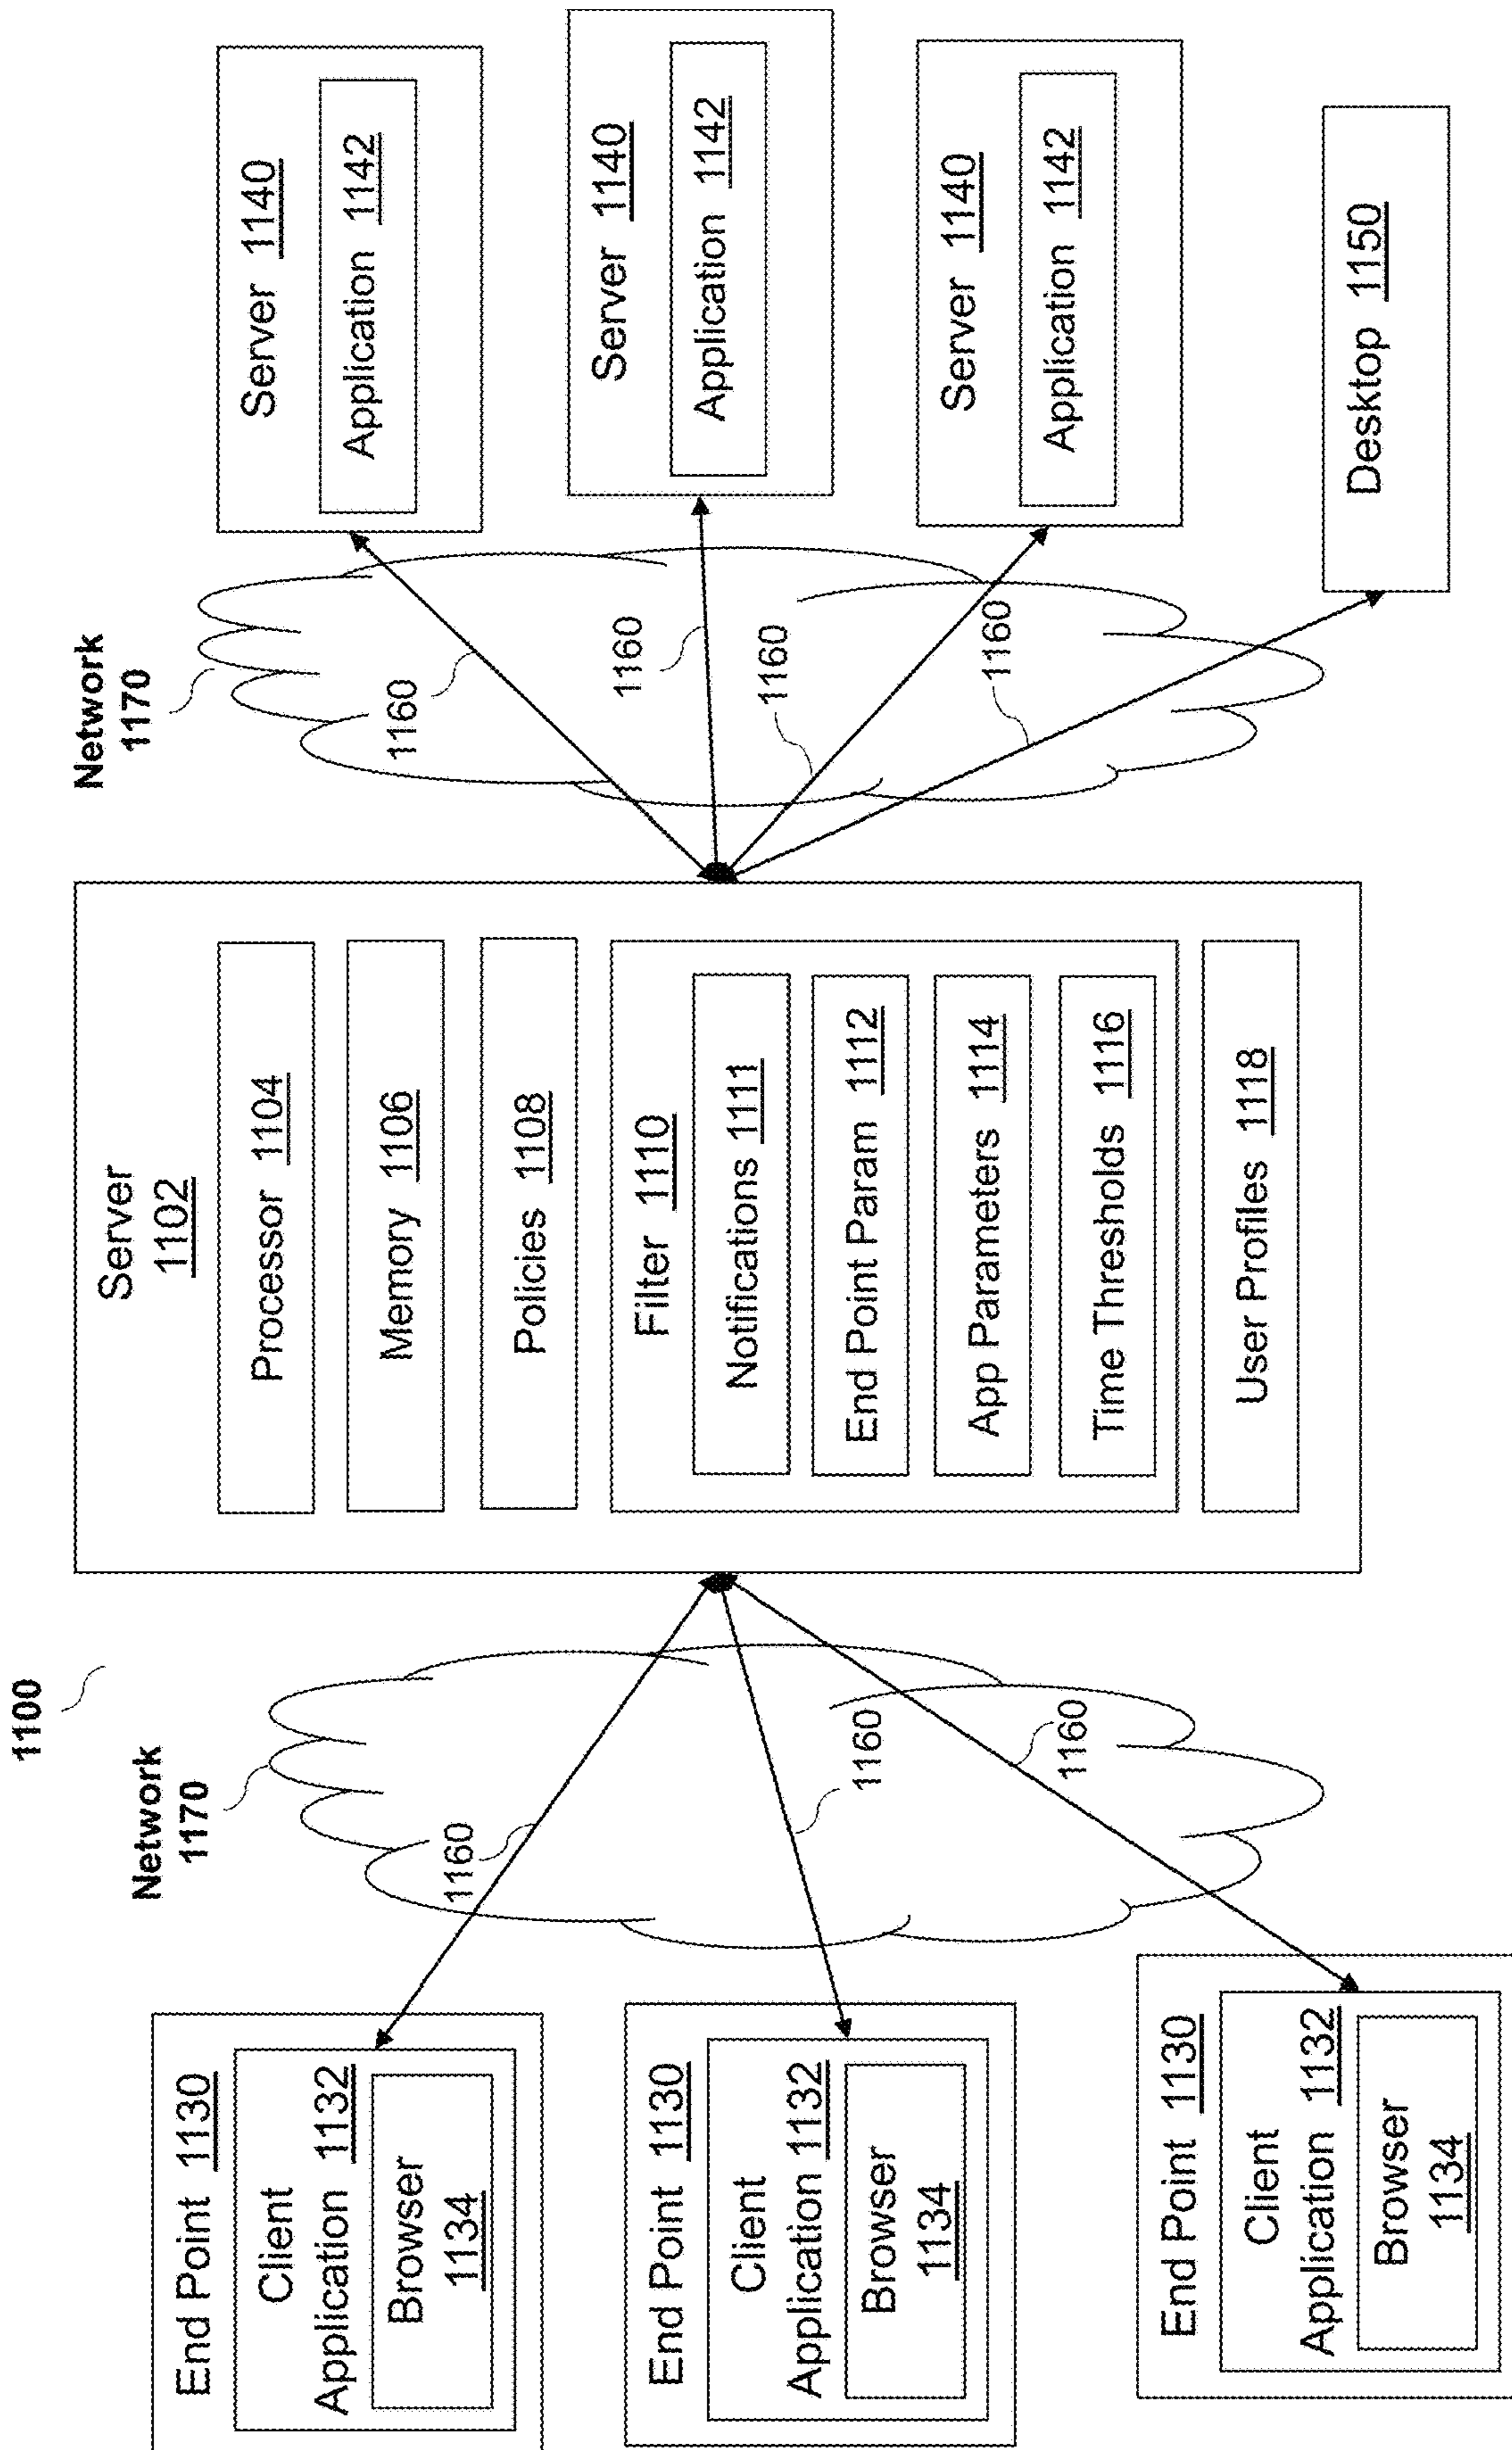 1100
Network
1170
Network
1170
End Point 1130
Client
Application 1132
Browser
1134
End Point 1130
Client
Application 1132
Browser
1134
End Point 1130
Client
Application 1132
Browser
1134
1160
1160
1160
Server
1102
Processor 1104
Memory 1106
Policies 1108
Filter 1110
Notifications 1111
End Point Param 1112
App Parameters 1114
Time Thresholds 1116
User Profiles 1118
1160
1160
1160
1160
Server 1140
Application 1142
Server 1140
Application 1142
Server 1140
Application 1142
Desktop 1150